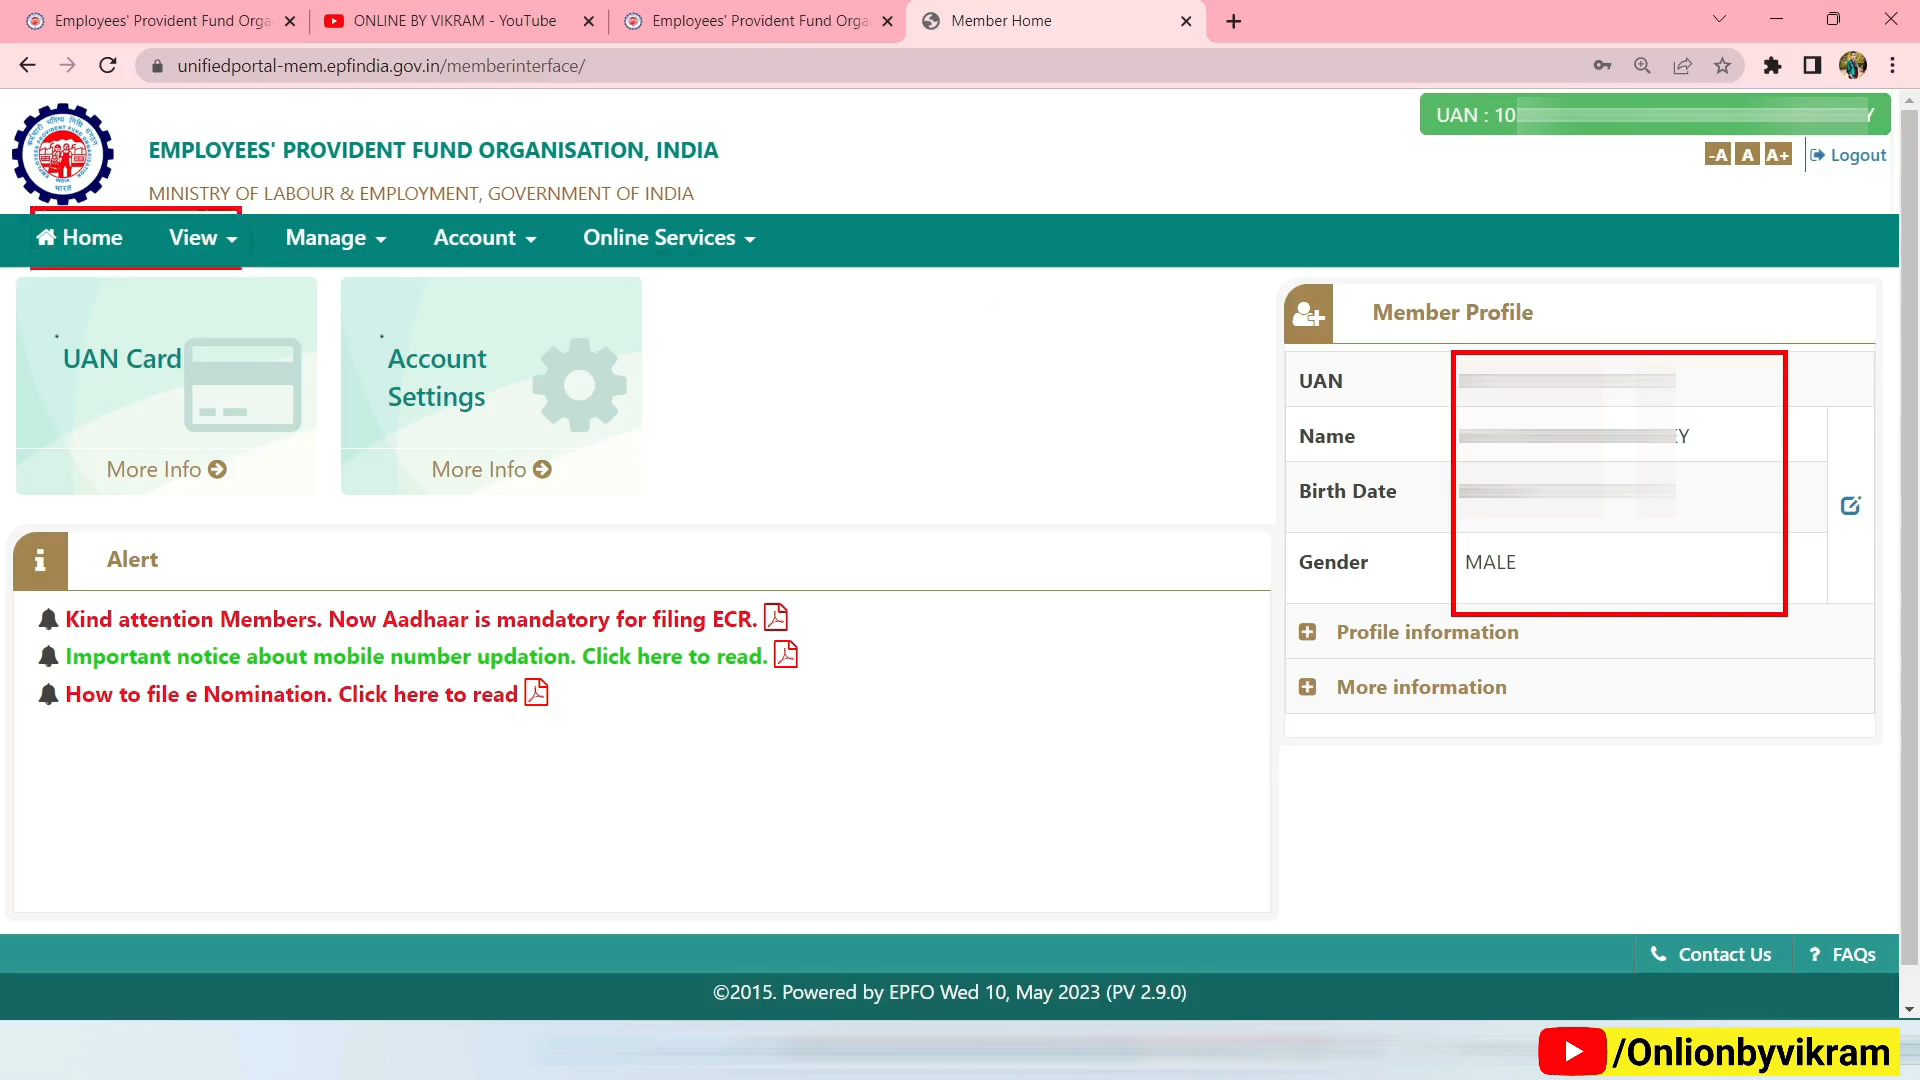 Employees' Provident Fund Orga
ONLINE BY VIKRAM - YouTube
Employees' Provident Fund Orga
Member Home
unifiedportal-mem.epfindia.gov.in/memberinterface/
UAN : 10
Y
EMPLOYEES' PROVIDENT FUND ORGANISATION, INDIA
MINISTRY OF LABOUR & EMPLOYMENT, GOVERNMENT OF INDIA
-A A A+ Logout
Home View Manage Account Online Services
UAN Card
More Info
Account
Settings
More Info
Member Profile
UAN
Name
Y
Birth Date
Gender MALE
Profile information
More information
Alert
Kind attention Members. Now Aadhaar is mandatory for filing ECR.
Important notice about mobile number updation. Click here to read.
How to file e Nomination. Click here to read
Contact Us ? FAQs
©2015. Powered by EPFO Wed 10, May 2023 (PV 2.9.0)
/Onlionbyvikram